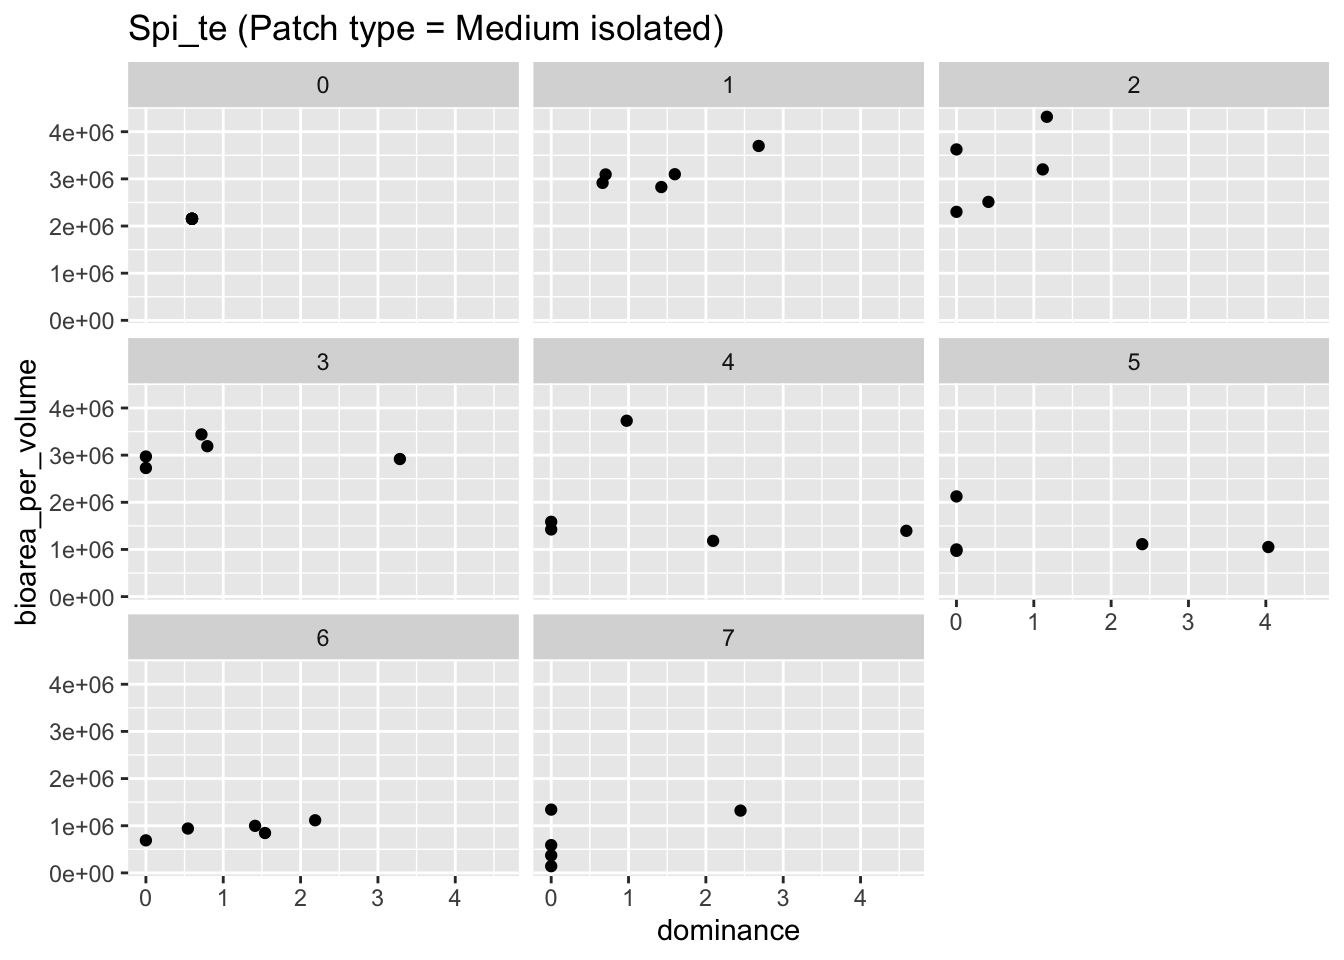 Spi_te (Patch type = Medium isolated)
0 1 2
4e+06
3e+06
2e+06
1e+06
0e+00
3 4 5
4e+06
3e+06
2e+06
1e+06
0e+00
0 1 2 3 4
bioarea_per_volume
6 7
4e+06
3e+06
2e+06
1e+06
0e+00
0 1 2 3 4 0 1 2 3 4
dominance